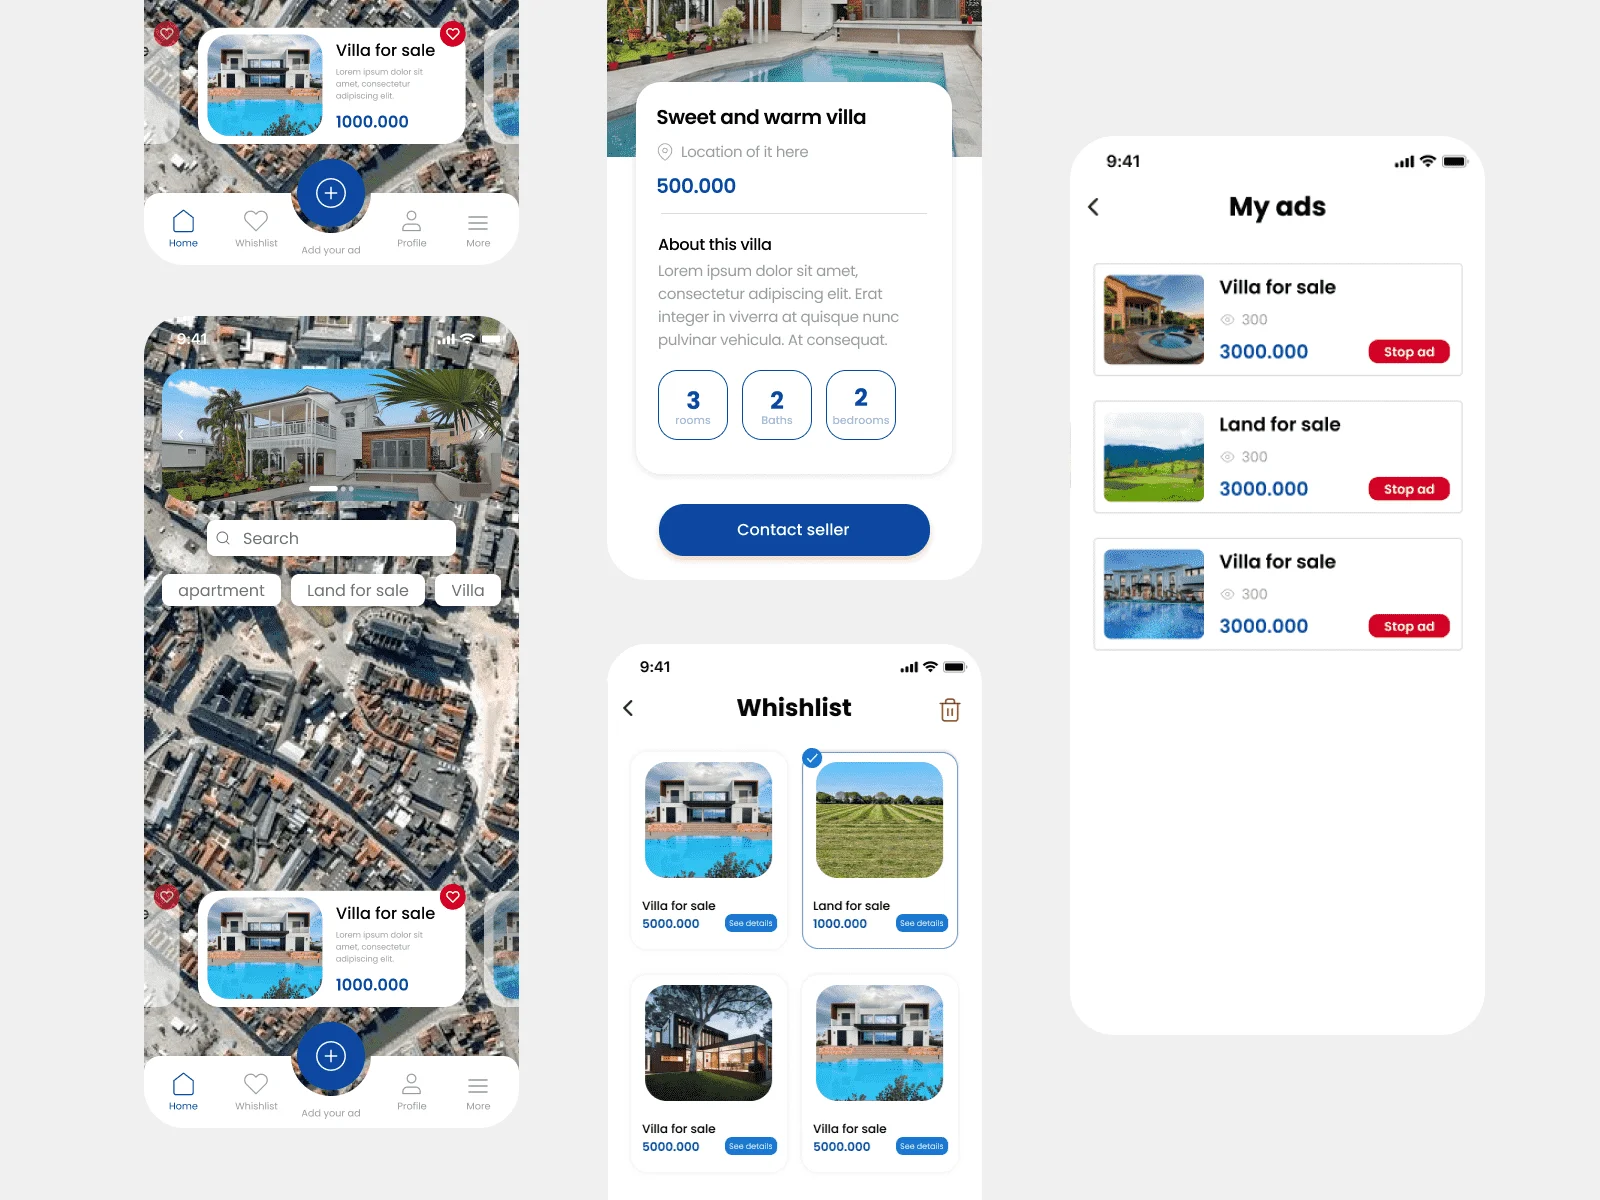 e
Villa for sale
Lorem ipsum dolor sit
amet, consectetur
adipiscing elit.
1000.000
Home
Whishlist
Add your ad
Profile
More
9:41
Search
apartment
Land for sale
Villa
e
Villa for sale
Lorem ipsum dolor sit
amet, consectetur
adipiscing elit.
1000.000
Home
Whishlist
Add your ad
Profile
More
Sweet and warm villa
Location of it here
500.000
About this villa
Lorem ipsum dolor sit amet,
consectetur adipiscing elit. Erat
integer in viverra at quisque nunc
pulvinar vehicula. At consequat.
3
rooms
2
Baths
2
bedrooms
Contact seller
9:41
Whishlist
Villa for sale
5000.000
See details
Land for sale
1000.000
See details
Villa for sale
5000.000
See details
Villa for sale
5000.000
See details
9:41
My ads
Villa for sale
300
3000.000
Stop ad
Land for sale
300
3000.000
Stop ad
Villa for sale
300
3000.000
Stop ad